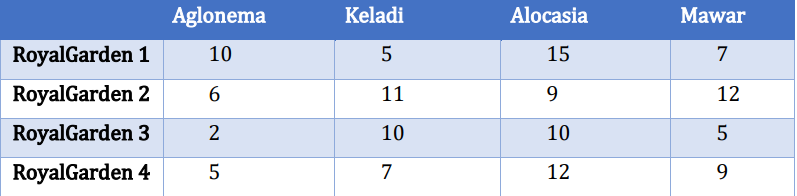 Aglonema Keladi Alocasia Mawar
RoyalGarden 1 10 5 15 7
RoyalGarden 2 6 11 9 12
RoyalGarden 3 2 10 10 5
RoyalGarden 4 5 7 12 9